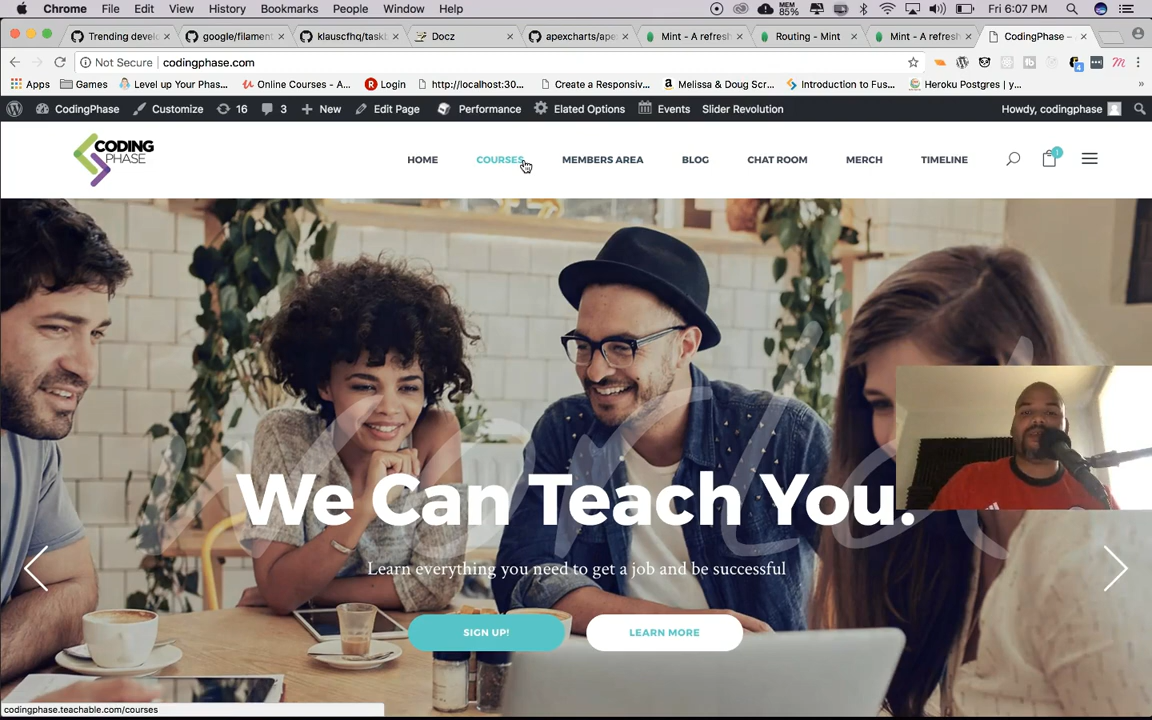 Chrome File Edit View History Bookmarks People Window Help MEM 85% Fri 6:07 PM
Trending devel google/filament klauscfhq/task Docz apexcharts/apex Mint - A refresh Routing - Mint Mint - A refresh CodingPhase –
Not Secure codingphase.com
Apps Games Level up Your Phas... Online Courses - A... Login http://localhost:30... Create a Responsiv... Melissa & Doug Scr... Introduction to Fus... Heroku Postgres | y... »
CodingPhase Customize 16 3 New Edit Page Performance Elated Options Events Slider Revolution Howdy, codingphase
CODING
PHASE
HOME COURSES MEMBERS AREA BLOG CHAT ROOM MERCH TIMELINE 1
world
We Can Teach You.
Learn everything you need to get a job and be successful
SIGN UP! LEARN MORE
codingphase.teachable.com/courses